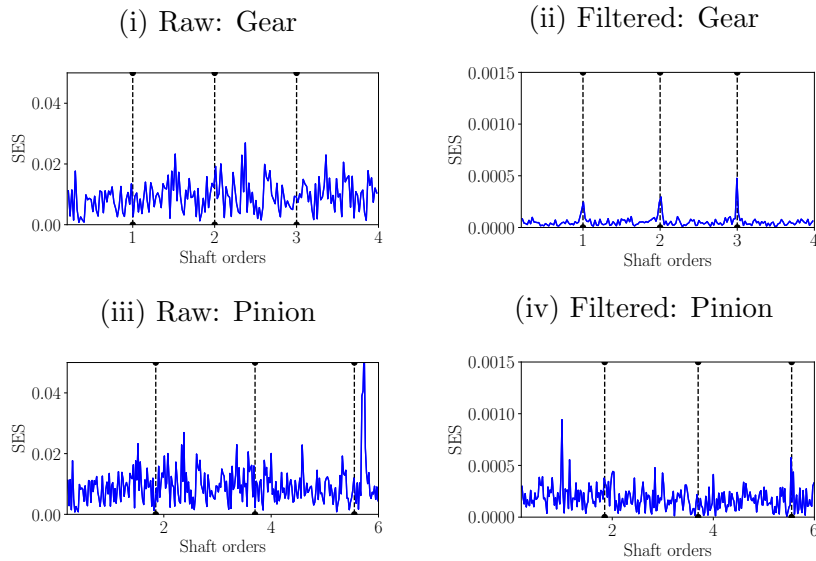 (i) Raw: Gear
0.04
0.02
0.00
SES
1 2 3 4
Shaft orders
(ii) Filtered: Gear
0.0015
0.0010
0.0005
0.0000
SES
1 2 3 4
Shaft orders
(iii) Raw: Pinion
0.04
0.02
0.00
SES
2 4 6
Shaft orders
(iv) Filtered: Pinion
0.0015
0.0010
0.0005
0.0000
SES
2 4 6
Shaft orders